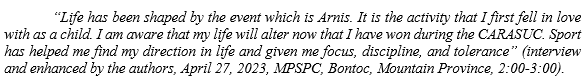 “Life has been shaped by the event which is Arnis. It is the activity that I first fell in love
with as a child. I am aware that my life will alter now that I have won during the CARASUC. Sport
has helped me find my direction in life and given me focus, discipline, and tolerance” (interview
and enhanced by the authors, April 27, 2023, MPSPC, Bontoc, Mountain Province, 2:00-3:00).